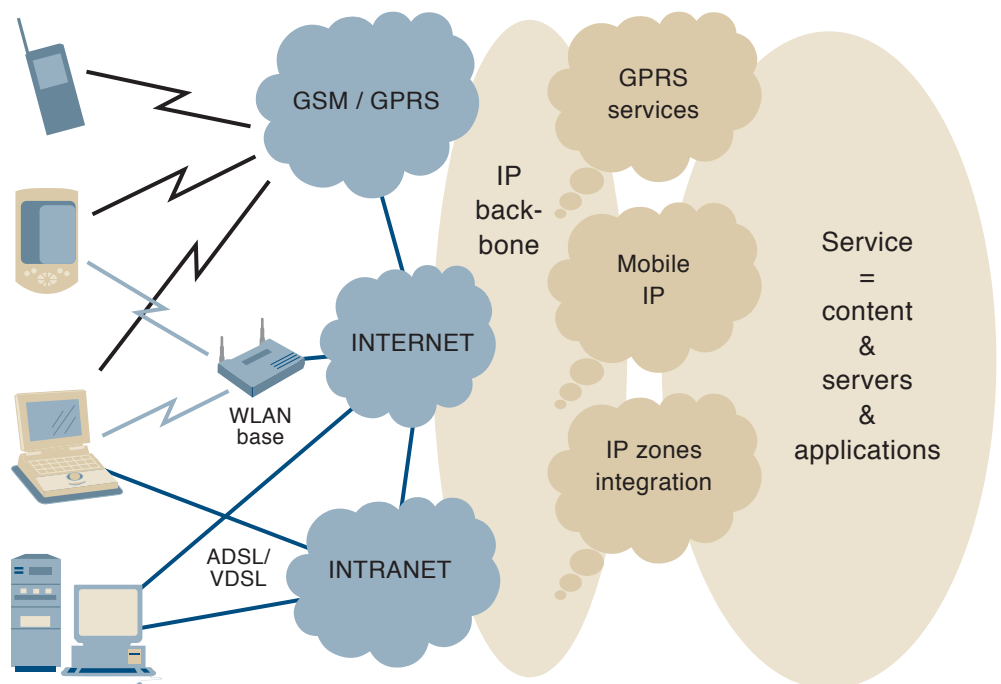 GSM / GPRS
GPRS
services
IP
back-
bone
Mobile
IP
Service
=
content
&
servers
&
applications
INTERNET
WLAN
base
IP zones
integration
ADSL/
VDSL
INTRANET